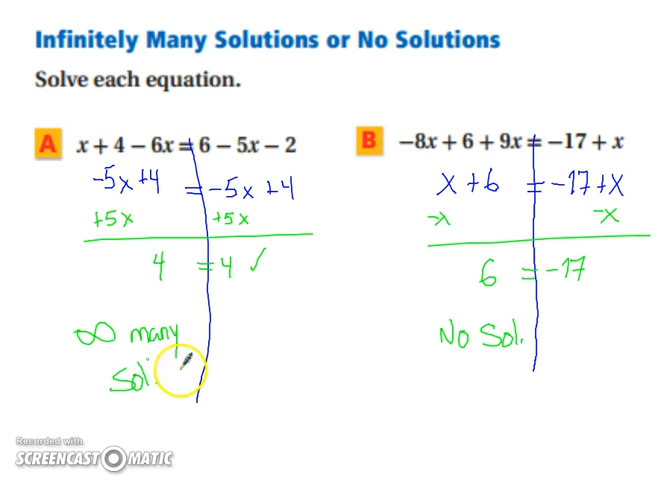 Infinitely Many Solutions or No Solutions
Solve each equation.
A x + 4 − 6x = 6 − 5x − 2
-5x+4 = -5x +4
+5x +5x
4 = 4 ✓
∞ many
sol.
B −8x + 6 + 9x = −17 + x
x + 6 = -17+x
-x -x
6 = -17
No Sol.
Recorded with
SCREENCAST O MATIC